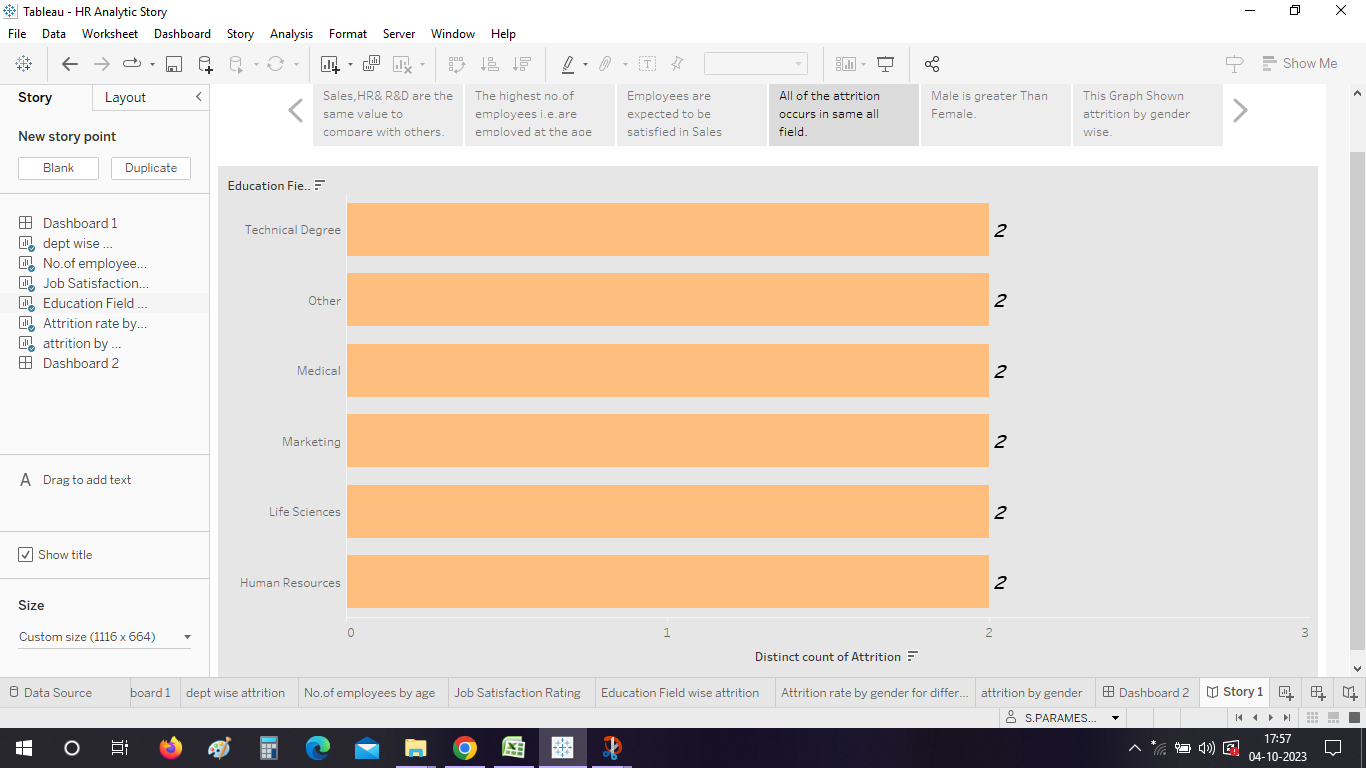 Tableau - HR Analytic Story
File Data Worksheet Dashboard Story Analysis Format Server Window Help
Show Me
Story Layout
New story point
Blank Duplicate
Dashboard 1
dept wise ...
No.of employee...
Job Satisfaction...
Education Field ...
Attrition rate by...
attrition by ...
Dashboard 2
A Drag to add text
Show title
Size
Custom size (1116 x 664)
Sales,HR& R&D are the
same value to
compare with others.
The highest no.of
employees i.e.are
employed at the age
Employees are
expected to be
satisfied in Sales
All of the attrition
occurs in same all
field.
Male is greater Than
Female.
This Graph Shown
attrition by gender
wise.
Education Fie..
Technical Degree 2
Other 2
Medical 2
Marketing 2
Life Sciences 2
Human Resources 2
0 1 2 3
Distinct count of Attrition
Data Source board 1 dept wise attrition No.of employees by age Job Satisfaction Rating Education Field wise attrition Attrition rate by gender for differ... attrition by gender Dashboard 2 Story 1
S.PARAMES...
17:57
04-10-2023